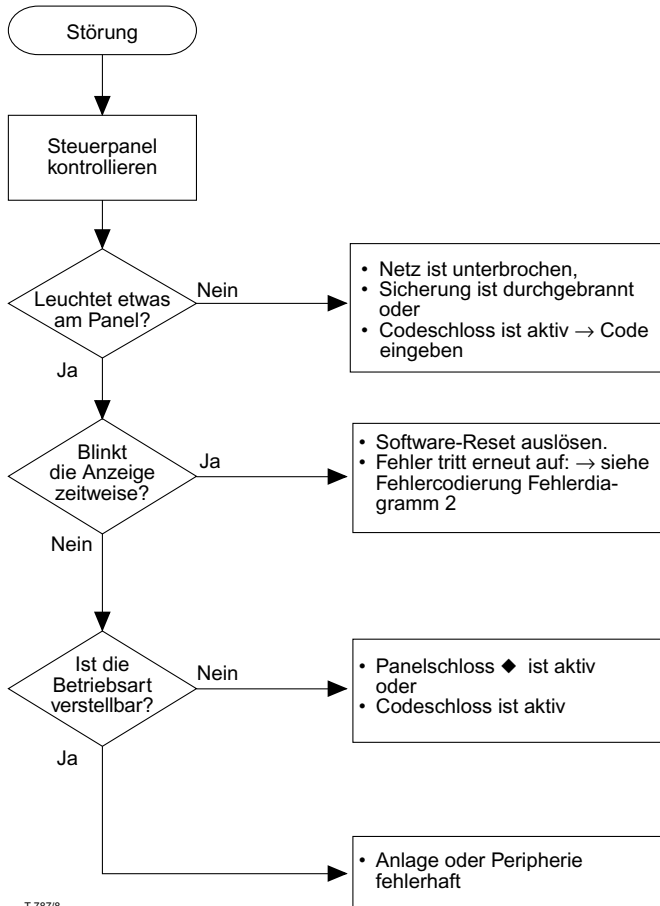 Störung
Steuerpanel
kontrollieren
Leuchtet etwas
am Panel?
Nein
• Netz ist unterbrochen,
• Sicherung ist durchgebrannt
oder
• Codeschloss ist aktiv → Code
eingeben
Ja
Blinkt
die Anzeige
zeitweise?
Ja
• Software-Reset auslösen.
• Fehler tritt erneut auf: → siehe
Fehlercodierung Fehlerdia-
gramm 2
Nein
Ist die
Betriebsart
verstellbar?
Nein
• Panelschloss ◆ ist aktiv
oder
• Codeschloss ist aktiv
Ja
• Anlage oder Peripherie
fehlerhaft
T 787/8